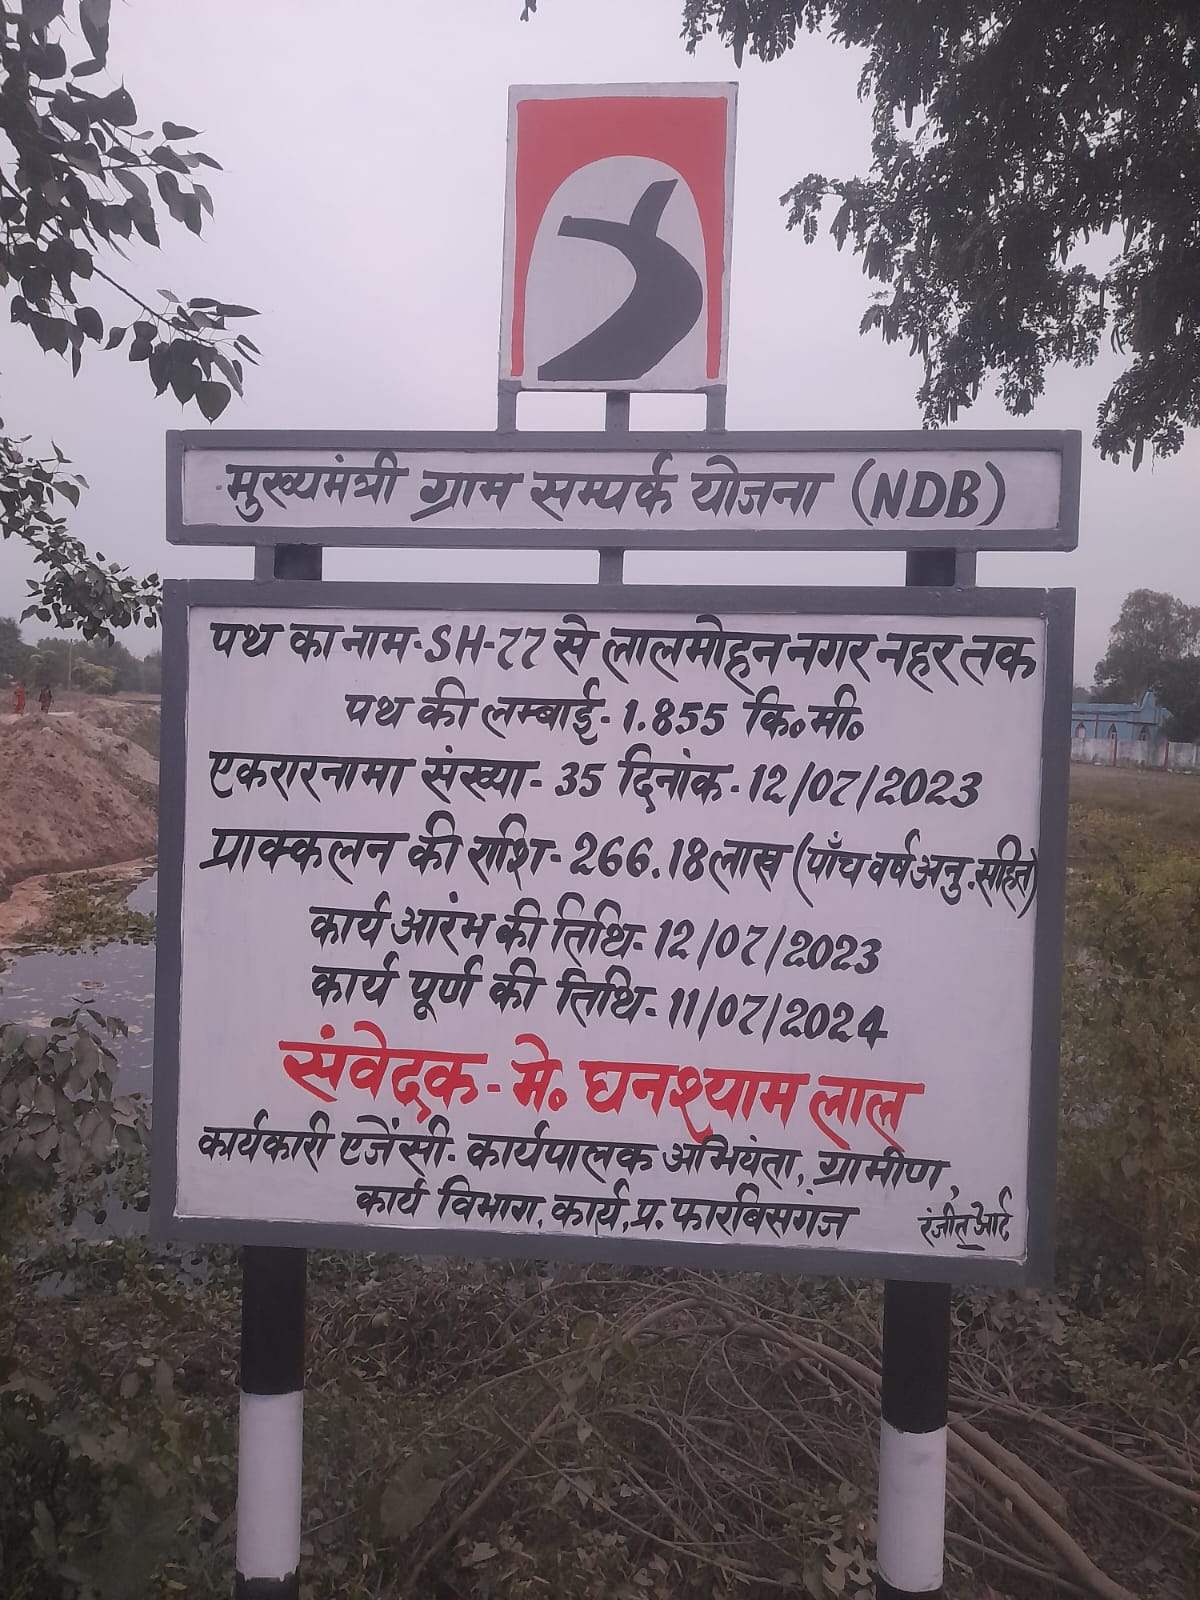 मुख्यमंत्री ग्राम सम्पर्क योजना (NDB)
पथ का नाम-SH-77 से लालमोहन नगर नहर तक
पथ की लम्बाई- 1.855 कि॰मी॰
एकरारनामा संख्या- 35 दिनांक- 12/07/2023
प्राक्कलन की राशि- 266.18 लाख (पाँच वर्ष अनु. सहित)
कार्य आरंभ की तिथि- 12/07/2023
कार्य पूर्ण की तिथि- 11/07/2024
संवेदक - मे॰ घनश्याम लाल
कार्यकारी एजेंसी- कार्यपालक अभियंता, ग्रामीण,
कार्य विभाग, कार्य, प्र. फारबिसगंज
रंजीत आर्ट